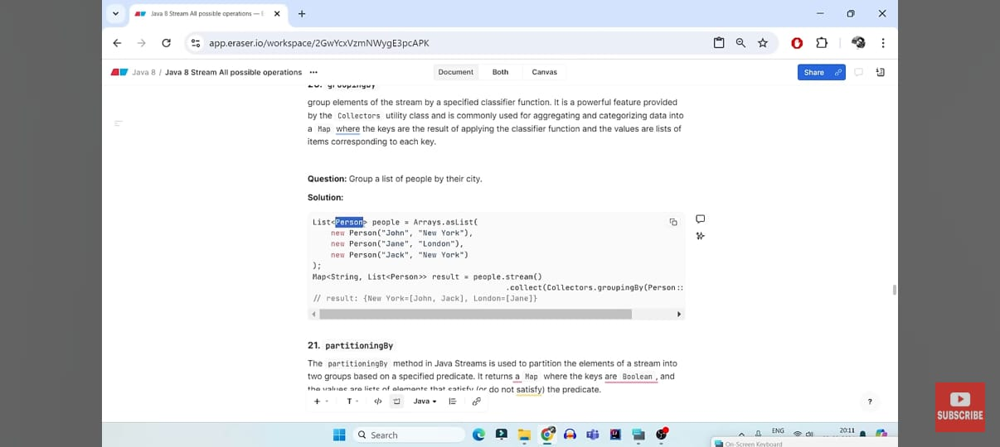 Java 8 Stream All possible operations — E
app.eraser.io/workspace/2GwYcxVzmNWygE3pcAPK
Java 8 / Java 8 Stream All possible operations
Document Both Canvas
Share
20. groupingBy
group elements of the stream by a specified classifier function. It is a powerful feature provided
by the Collectors utility class and is commonly used for aggregating and categorizing data into
a Map where the keys are the result of applying the classifier function and the values are lists of
items corresponding to each key.
Question: Group a list of people by their city.
Solution:
List<Person> people = Arrays.asList(
new Person("John", "New York"),
new Person("Jane", "London"),
new Person("Jack", "New York")
);
Map<String, List<Person>> result = people.stream()
.collect(Collectors.groupingBy(Person::
// result: {New York=[John, Jack], London=[Jane]}
21. partitioningBy
The partitioningBy method in Java Streams is used to partition the elements of a stream into
two groups based on a specified predicate. It returns a Map where the keys are Boolean, and
the values are lists of elements that satisfy (or do not satisfy) the predicate.
T
Java
?
SUBSCRIBE
Search
ENG
20:11
On-Screen Keyboard